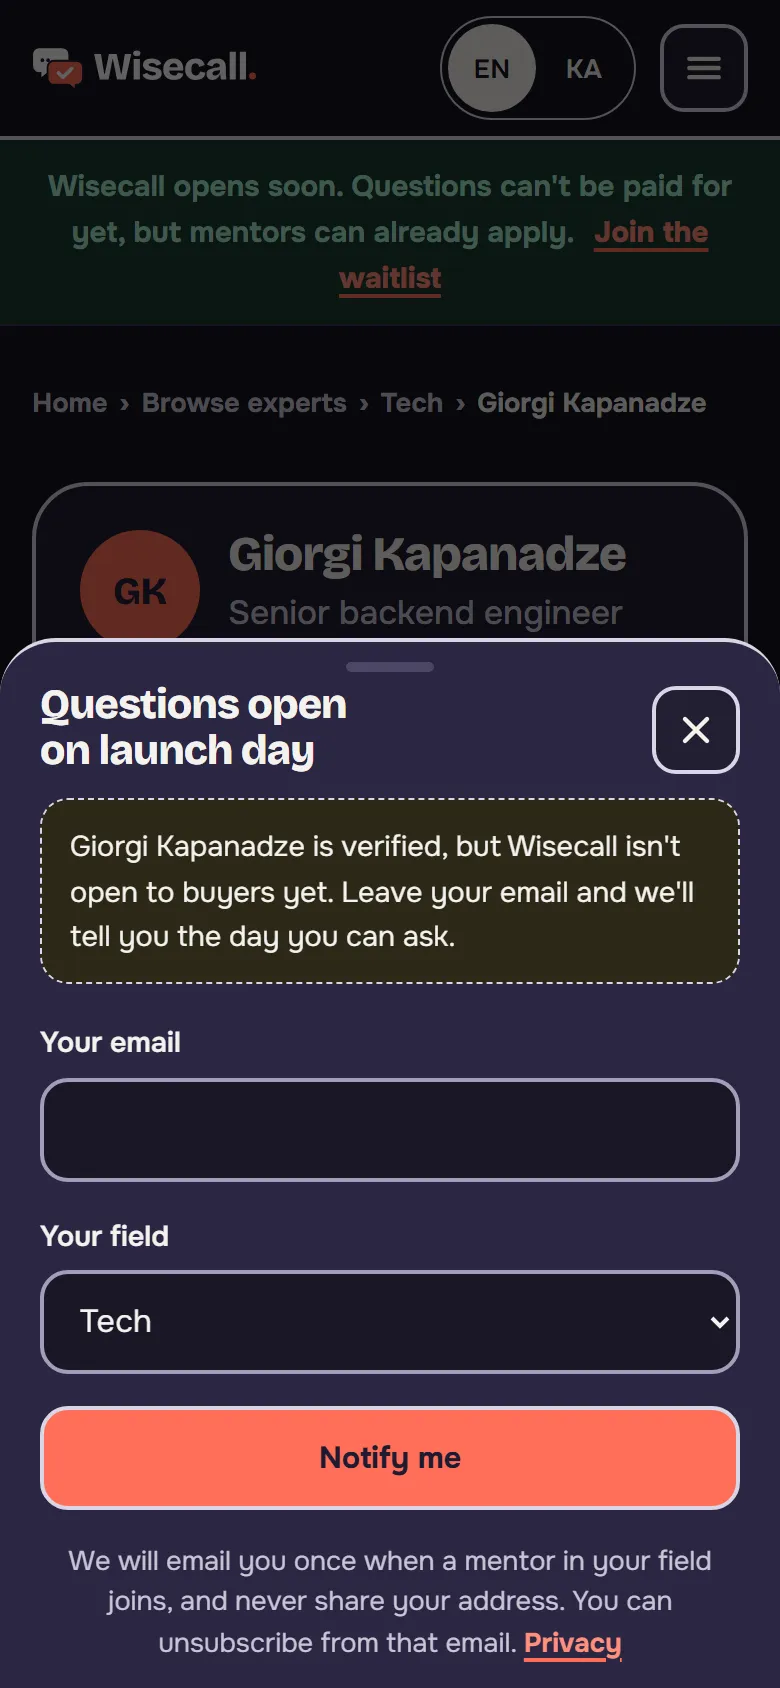 Wisecall.
EN KA
Wisecall opens soon. Questions can't be paid for
yet, but mentors can already apply. Join the
waitlist
Home › Browse experts › Tech › Giorgi Kapanadze
GK
Giorgi Kapanadze
Senior backend engineer
Questions open
on launch day
Giorgi Kapanadze is verified, but Wisecall isn't
open to buyers yet. Leave your email and we'll
tell you the day you can ask.
Your email
Your field
Tech
Notify me
We will email you once when a mentor in your field
joins, and never share your address. You can
unsubscribe from that email. Privacy